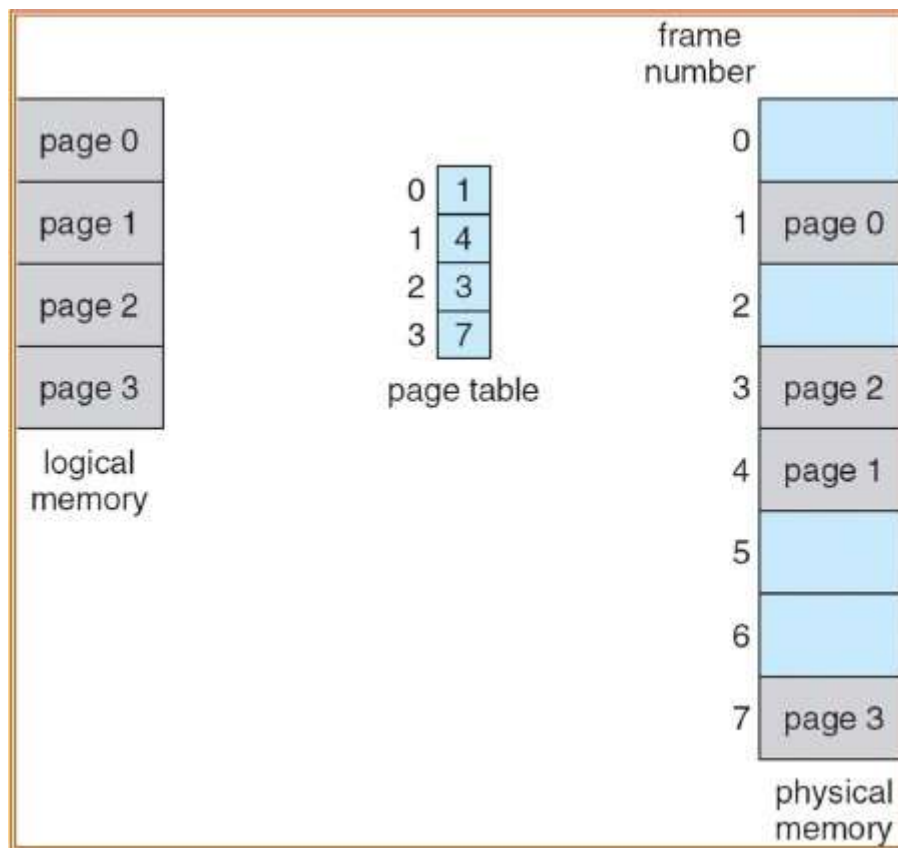 frame
number
page 0
page 1
page 2
page 3
logical
memory
0 1
1 4
2 3
3 7
page table
0
1 page 0
2
3 page 2
4 page 1
5
6
7 page 3
physical
memory